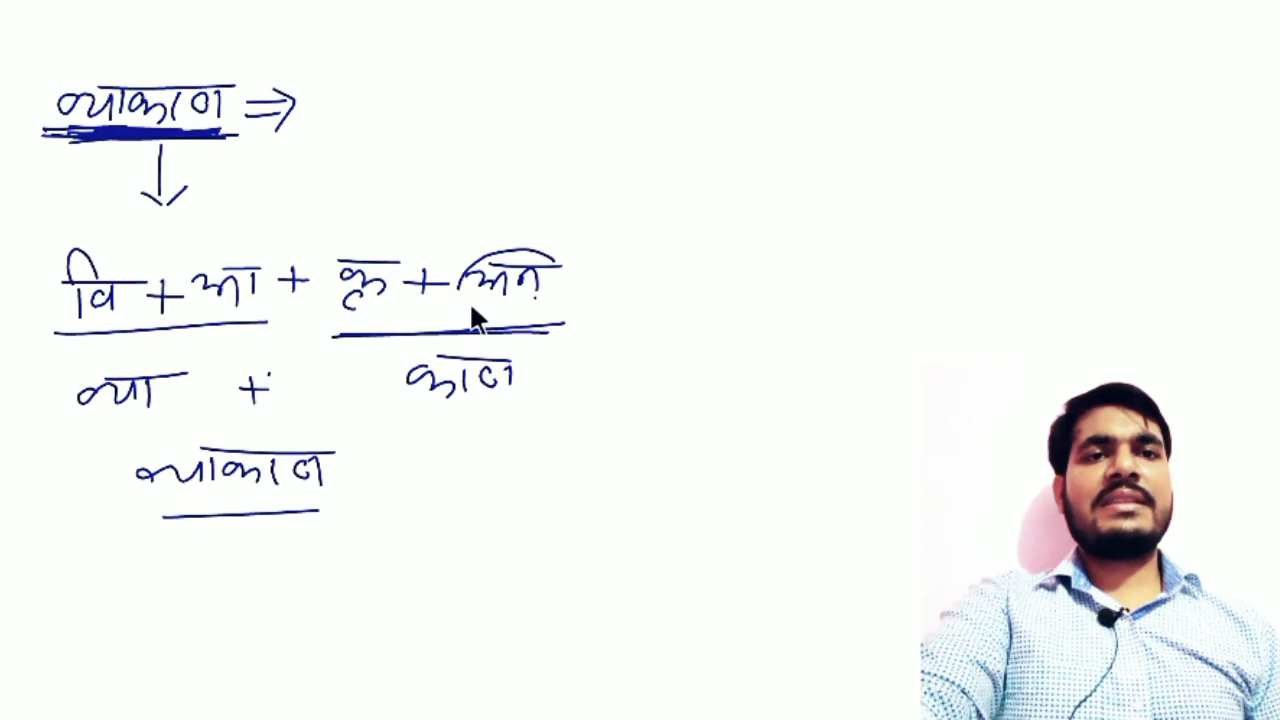 व्याकरण ⇒
वि + आ + कृ + अन
व्या + करण
व्याकरण